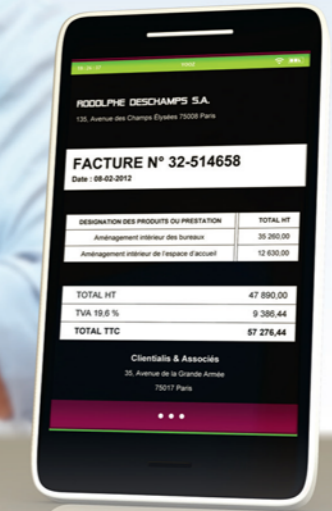 RODOLPHE DESCHAMPS S.A.
135, Avenue des Champs Élysées 75008 Paris
FACTURE N° 32-514658
Date : 08-02-2012
DESIGNATION DES PRODUITS OU PRESTATION TOTAL HT
Aménagement intérieur des bureaux 35 260,00
Aménagement intérieur de l'espace d'accueil 12 630,00
TOTAL HT 47 890,00
TVA 19,6 % 9 386,44
TOTAL TTC 57 276,44
Clientialis & Associés
35, Avenue de la Grande Armée
75017 Paris